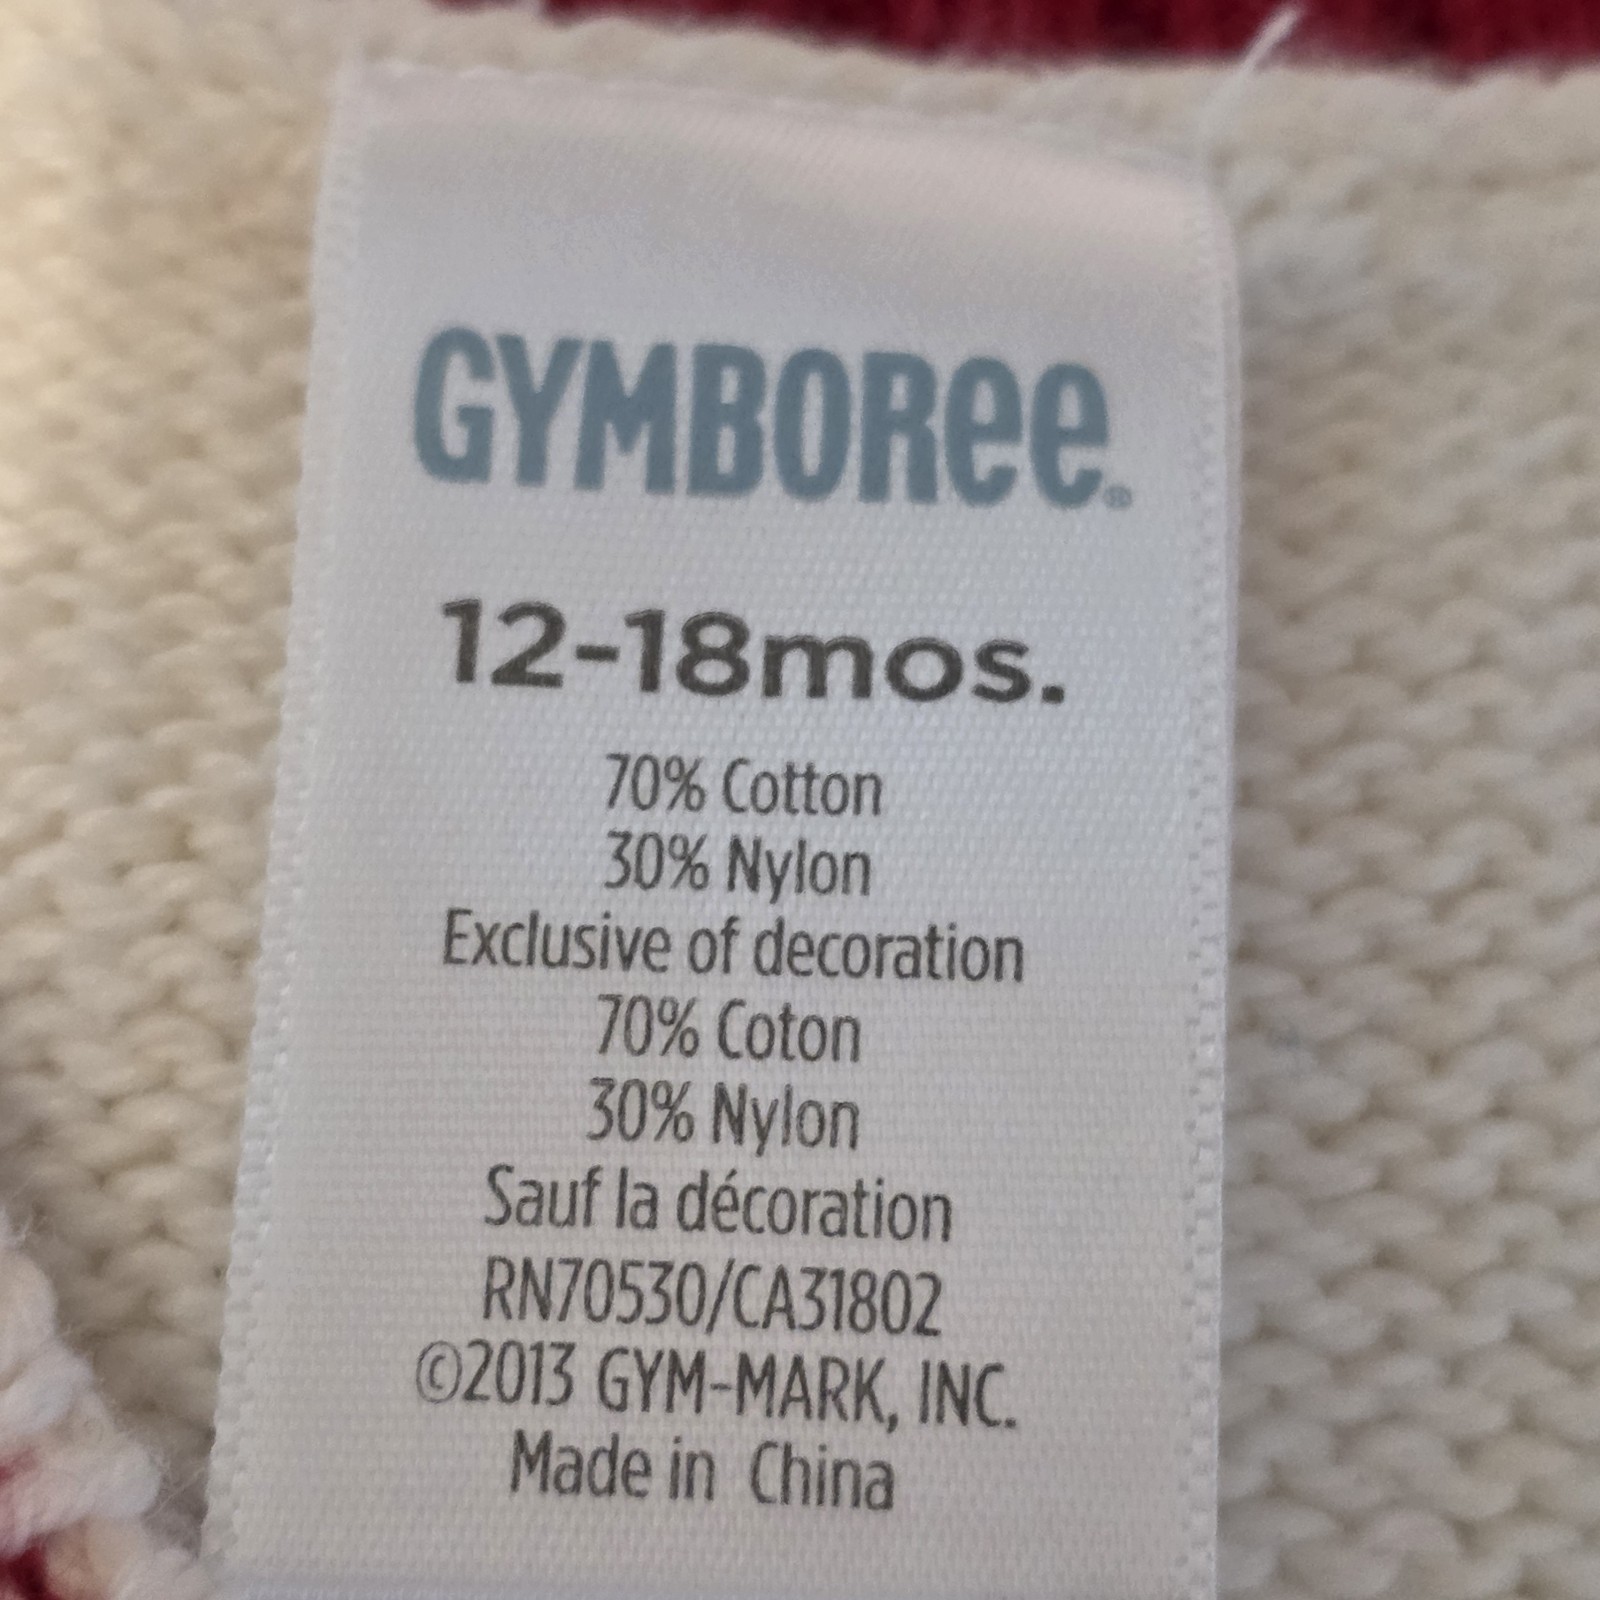 GYMBOREE®
12-18mos.
70% Cotton
30% Nylon
Exclusive of decoration
70% Coton
30% Nylon
Sauf la décoration
RN70530/CA31802
©2013 GYM-MARK, INC.
Made in China